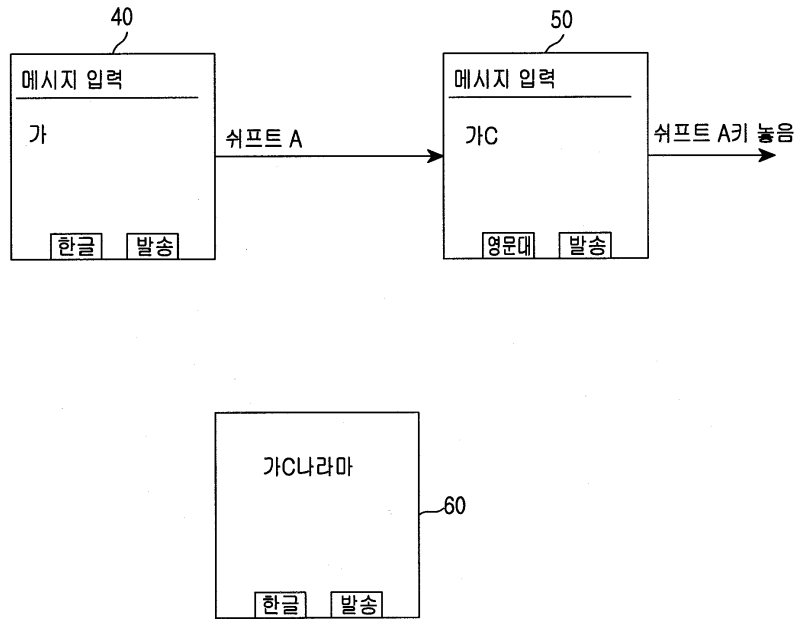 40
메시지 입력
가
한글 발송
쉬프트 A
50
메시지 입력
가C
영문대 발송
쉬프트 A키 놓음
가C나라마
60
한글 발송